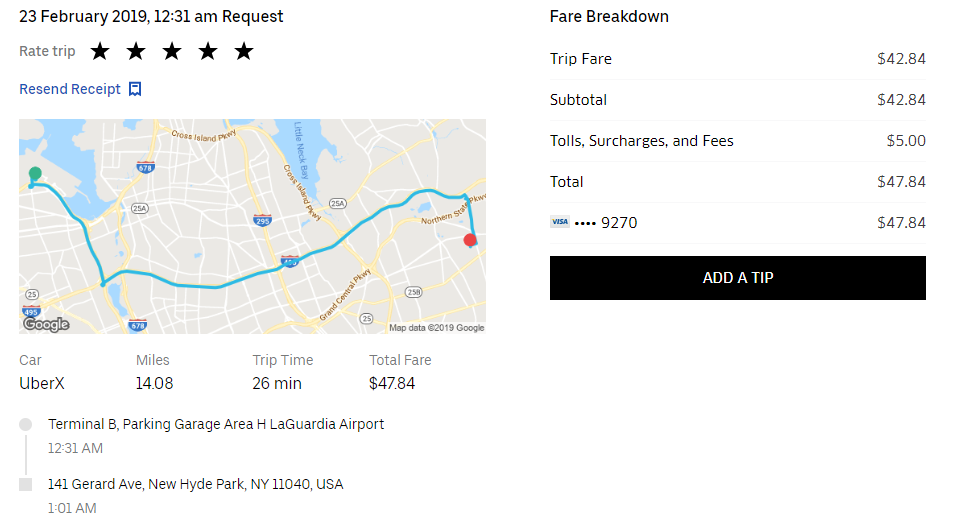 23 February 2019, 12:31 am Request
Rate trip
Resend Receipt
Cross Island Pkwy
Little Neck Bay
678
25A
Cross Island Pkwy
25A
295
Northern State Pkwy
495
Grand Central Pkwy
25
25B
495
678
25
Google
Map data ©2019 Google
Car
Miles
Trip Time
Total Fare
UberX
14.08
26 min
$47.84
Terminal B, Parking Garage Area H LaGuardia Airport
12:31 AM
141 Gerard Ave, New Hyde Park, NY 11040, USA
1:01 AM
Fare Breakdown
Trip Fare $42.84
Subtotal $42.84
Tolls, Surcharges, and Fees $5.00
Total $47.84
VISA •••• 9270 $47.84
ADD A TIP